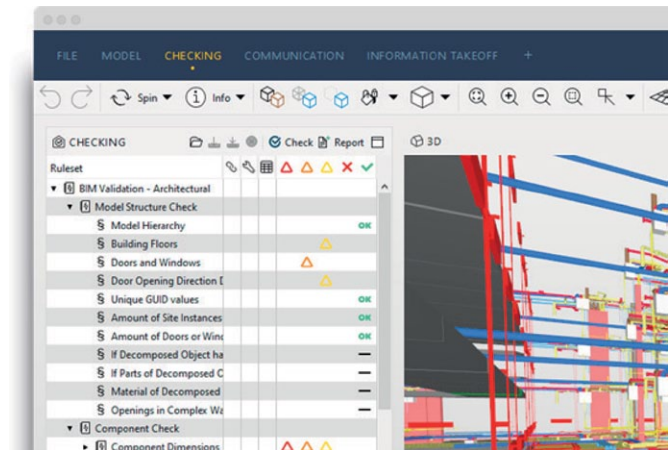 FILE MODEL CHECKING COMMUNICATION INFORMATION TAKEOFF +
Spin Info
CHECKING Check Report 3D
Ruleset
BIM Validation - Architectural
Model Structure Check
§ Model Hierarchy OK
§ Building Floors
§ Doors and Windows
§ Door Opening Direction D
§ Unique GUID values OK
§ Amount of Site Instances OK
§ Amount of Doors or Wind OK
§ If Decomposed Object ha —
§ If Parts of Decomposed O —
§ Material of Decomposed —
§ Openings in Complex Wa —
Component Check
Component Dimensions